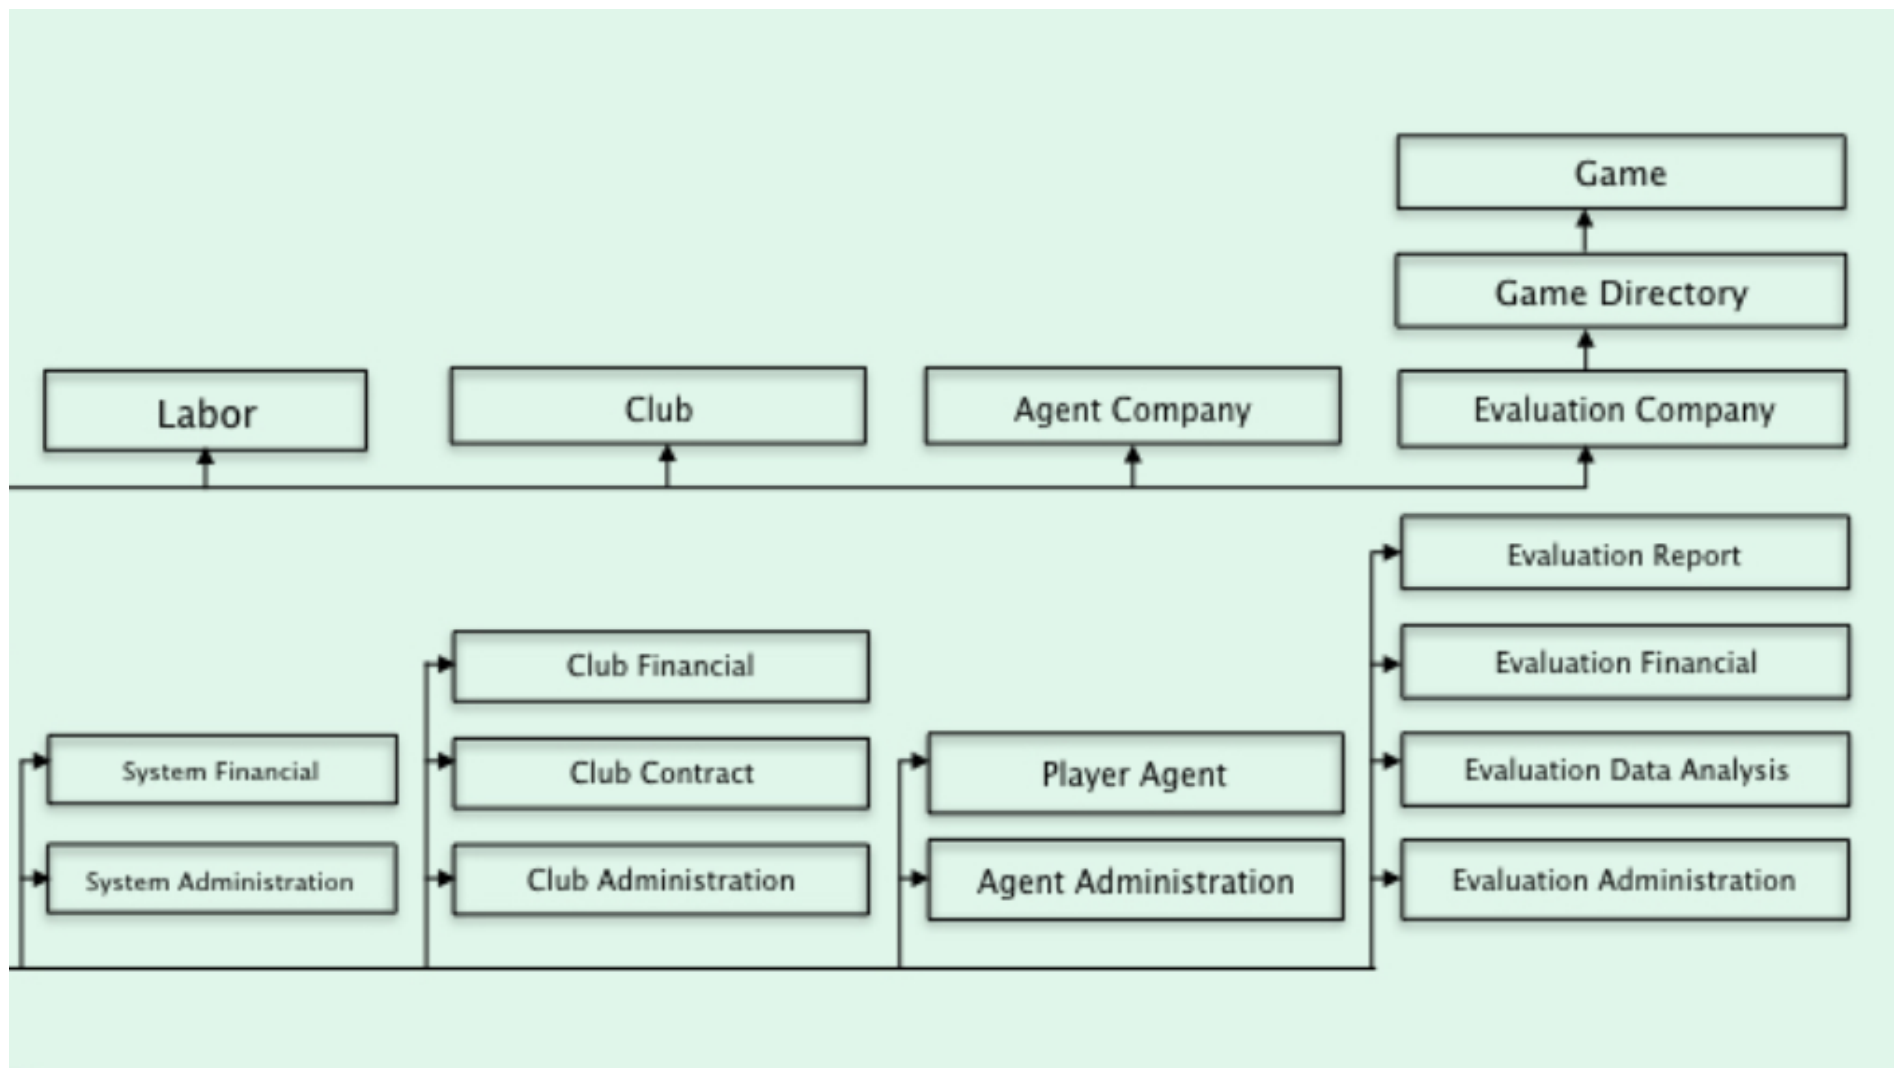 Game
Game Directory
Labor
Club
Agent Company
Evaluation Company
Evaluation Report
Club Financial
Evaluation Financial
System Financial
Club Contract
Player Agent
Evaluation Data Analysis
System Administration
Club Administration
Agent Administration
Evaluation Administration